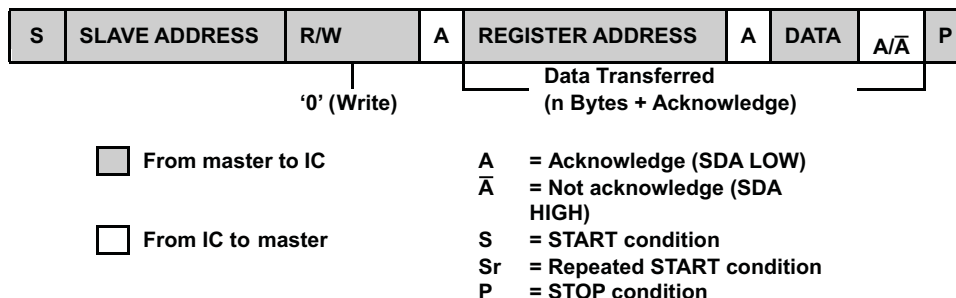 S SLAVE ADDRESS R/W A REGISTER ADDRESS A DATA A/A̅ P
‘0’ (Write)
Data Transferred
(n Bytes + Acknowledge)
From master to IC
From IC to master
A = Acknowledge (SDA LOW)
A̅ = Not acknowledge (SDA
HIGH)
S = START condition
Sr = Repeated START condition
P = STOP condition